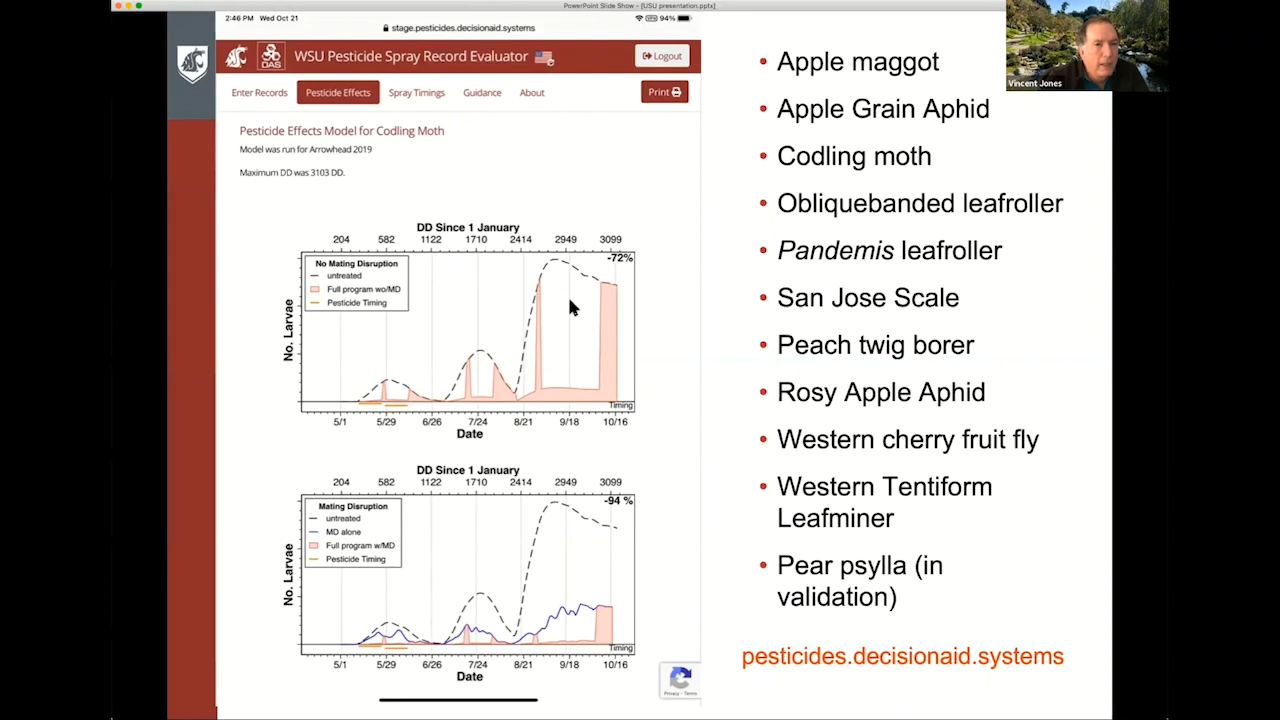 PowerPoint Slide Show - [USU presentation.pptx]
2:46 PM Wed Oct 21
VPN 94%
stage.pesticides.decisionaid.systems
DAS
WSU Pesticide Spray Record Evaluator
Logout
Enter Records
Pesticide Effects
Spray Timings
Guidance
About
Print
Pesticide Effects Model for Codling Moth
Model was run for Arrowhead 2019
Maximum DD was 3103 DD.
DD Since 1 January
204 582 1122 1710 2414 2949 3099
-72%
No Mating Disruption
untreated
Full program wo/MD
Pesticide Timing
No. Larvae
Timing
5/1 5/29 6/26 7/24 8/21 9/18 10/16
Date
DD Since 1 January
204 582 1122 1710 2414 2949 3099
-94 %
Mating Disruption
untreated
MD alone
Full program w/MD
Pesticide Timing
No. Larvae
Timing
5/1 5/29 6/26 7/24 8/21 9/18 10/16
Date
Privacy - Terms
• Apple maggot
• Apple Grain Aphid
• Codling moth
• Obliquebanded leafroller
• Pandemis leafroller
• San Jose Scale
• Peach twig borer
• Rosy Apple Aphid
• Western cherry fruit fly
• Western Tentiform
Leafminer
• Pear psylla (in
validation)
pesticides.decisionaid.systems
Vincent Jones